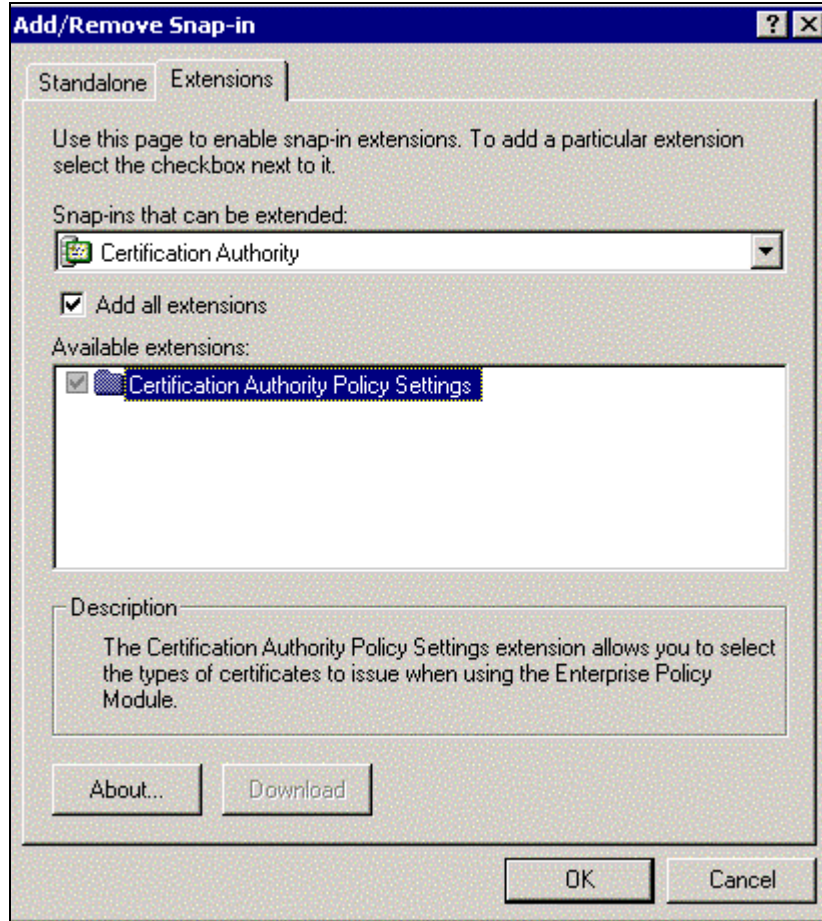 Add/Remove Snap-in
Standalone
Extensions
Use this page to enable snap-in extensions. To add a particular extension
select the checkbox next to it.
Snap-ins that can be extended:
Certification Authority
Add all extensions
Available extensions:
Certification Authority Policy Settings
Description
The Certification Authority Policy Settings extension allows you to select
the types of certificates to issue when using the Enterprise Policy
Module.
About...
Download
OK
Cancel